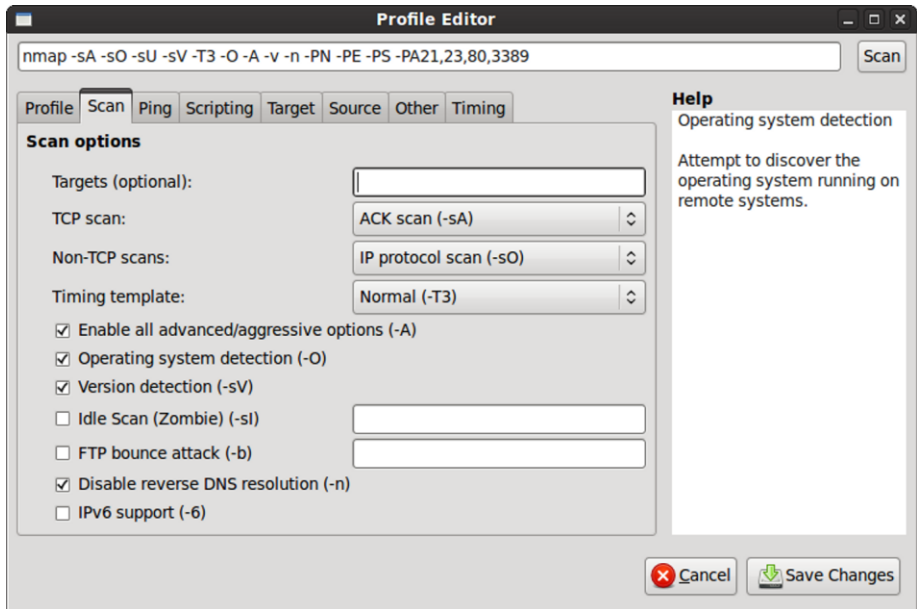 Profile Editor
nmap -sA -sO -sU -sV -T3 -O -A -v -n -PN -PE -PS -PA21,23,80,3389
Scan
Profile Scan Ping Scripting Target Source Other Timing
Scan options
Targets (optional):
TCP scan: ACK scan (-sA)
Non-TCP scans: IP protocol scan (-sO)
Timing template: Normal (-T3)
Enable all advanced/aggressive options (-A)
Operating system detection (-O)
Version detection (-sV)
Idle Scan (Zombie) (-sI)
FTP bounce attack (-b)
Disable reverse DNS resolution (-n)
IPv6 support (-6)
Help
Operating system detection
Attempt to discover the
operating system running on
remote systems.
Cancel
Save Changes